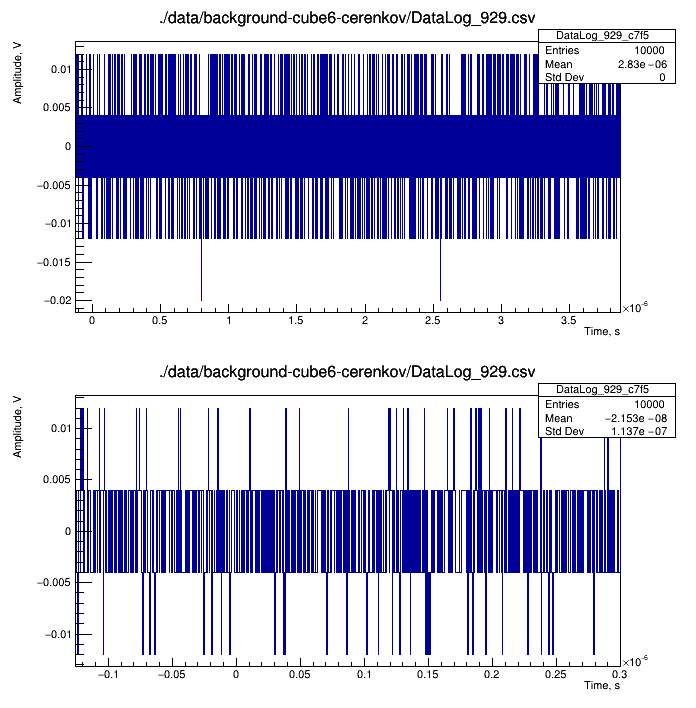 ./data/background-cube6-cerenkov/DataLog_929.csv
DataLog_929_c7f5
Entries 10000
Mean 2.83e−06
Std Dev 0
Amplitude, V
0.01
0.005
0
−0.005
−0.01
−0.015
−0.02
0 0.5 1 1.5 2 2.5 3 3.5
×10⁻⁶
Time, s
./data/background-cube6-cerenkov/DataLog_929.csv
DataLog_929_c7f5
Entries 10000
Mean −2.153e−08
Std Dev 1.137e−07
Amplitude, V
0.01
0.005
0
−0.005
−0.01
−0.1 −0.05 0 0.05 0.1 0.15 0.2 0.25 0.3
×10⁻⁶
Time, s